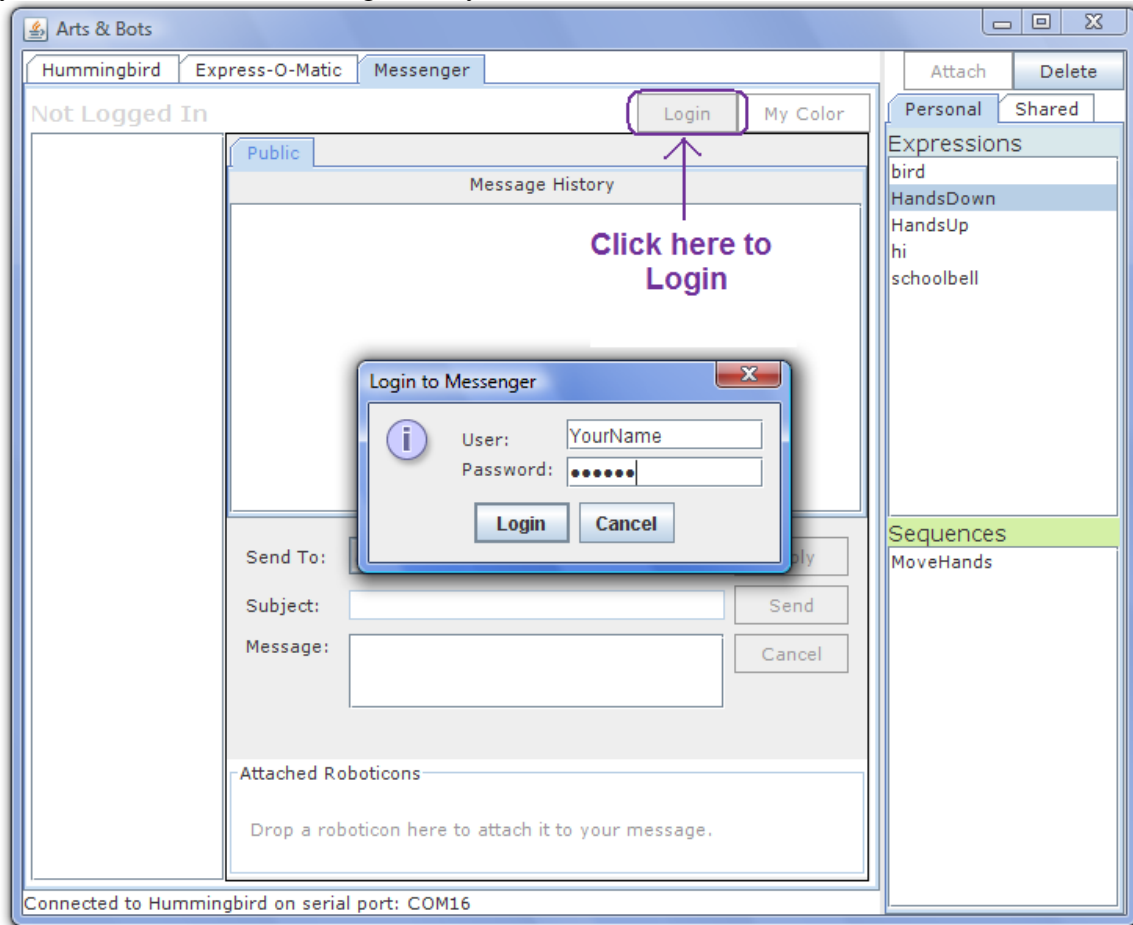 Arts & Bots
Hummingbird Express-O-Matic Messenger
Attach Delete
Not Logged In
Login My Color
Personal Shared
Public
Message History
Expressions
bird
HandsDown
HandsUp
hi
schoolbell
Click here to
Login
Login to Messenger
User: YourName
Password: ••••••
Login Cancel
Send To:
Subject:
Send
Message:
Cancel
Sequences
MoveHands
Attached Roboticons
Drop a roboticon here to attach it to your message.
Connected to Hummingbird on serial port: COM16